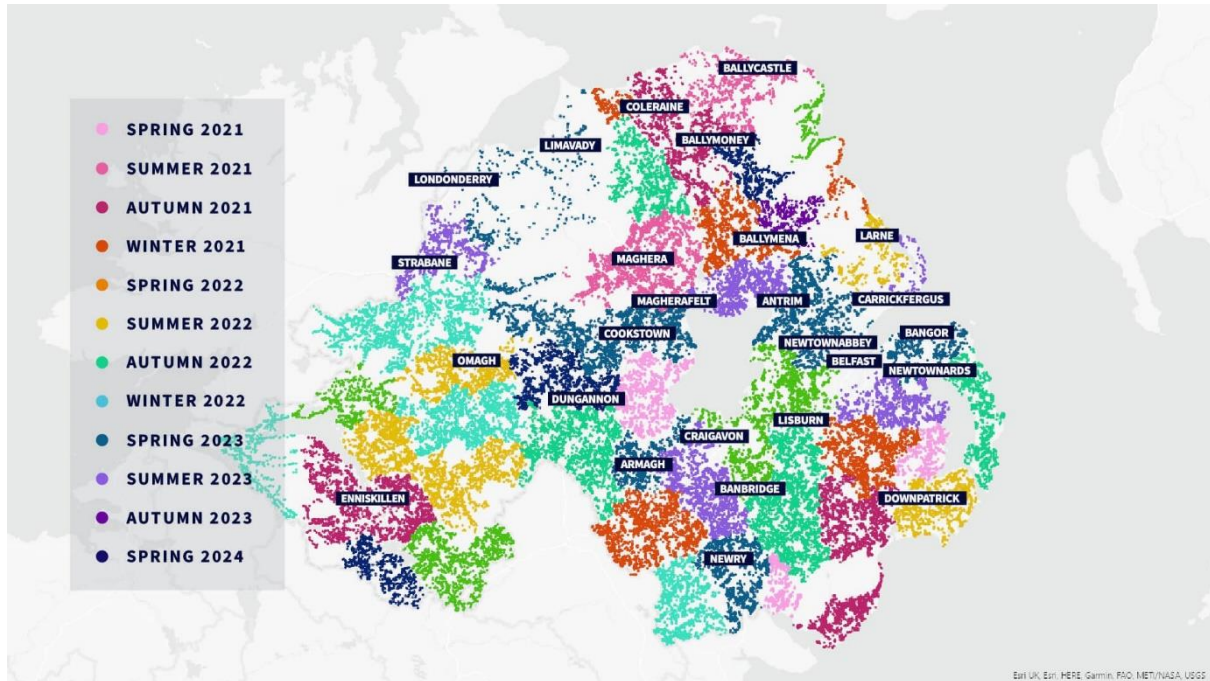 SPRING 2021
SUMMER 2021
AUTUMN 2021
WINTER 2021
SPRING 2022
SUMMER 2022
AUTUMN 2022
WINTER 2022
SPRING 2023
SUMMER 2023
AUTUMN 2023
SPRING 2024
BALLYCASTLE
COLERAINE
BALLYMONEY
LIMAVADY
LONDONDERRY
LARNE
BALLYMENA
MAGHERA
STRABANE
MAGHERAFELT
ANTRIM
CARRICKFERGUS
COOKSTOWN
BANGOR
NEWTOWNABBEY
OMAGH
BELFAST
NEWTOWNARDS
DUNGANNON
LISBURN
CRAIGAVON
ARMAGH
BANBRIDGE
ENNISKILLEN
DOWNPATRICK
NEWRY
Esri UK, Esri, HERE, Garmin, FAO, METI/NASA, USGS